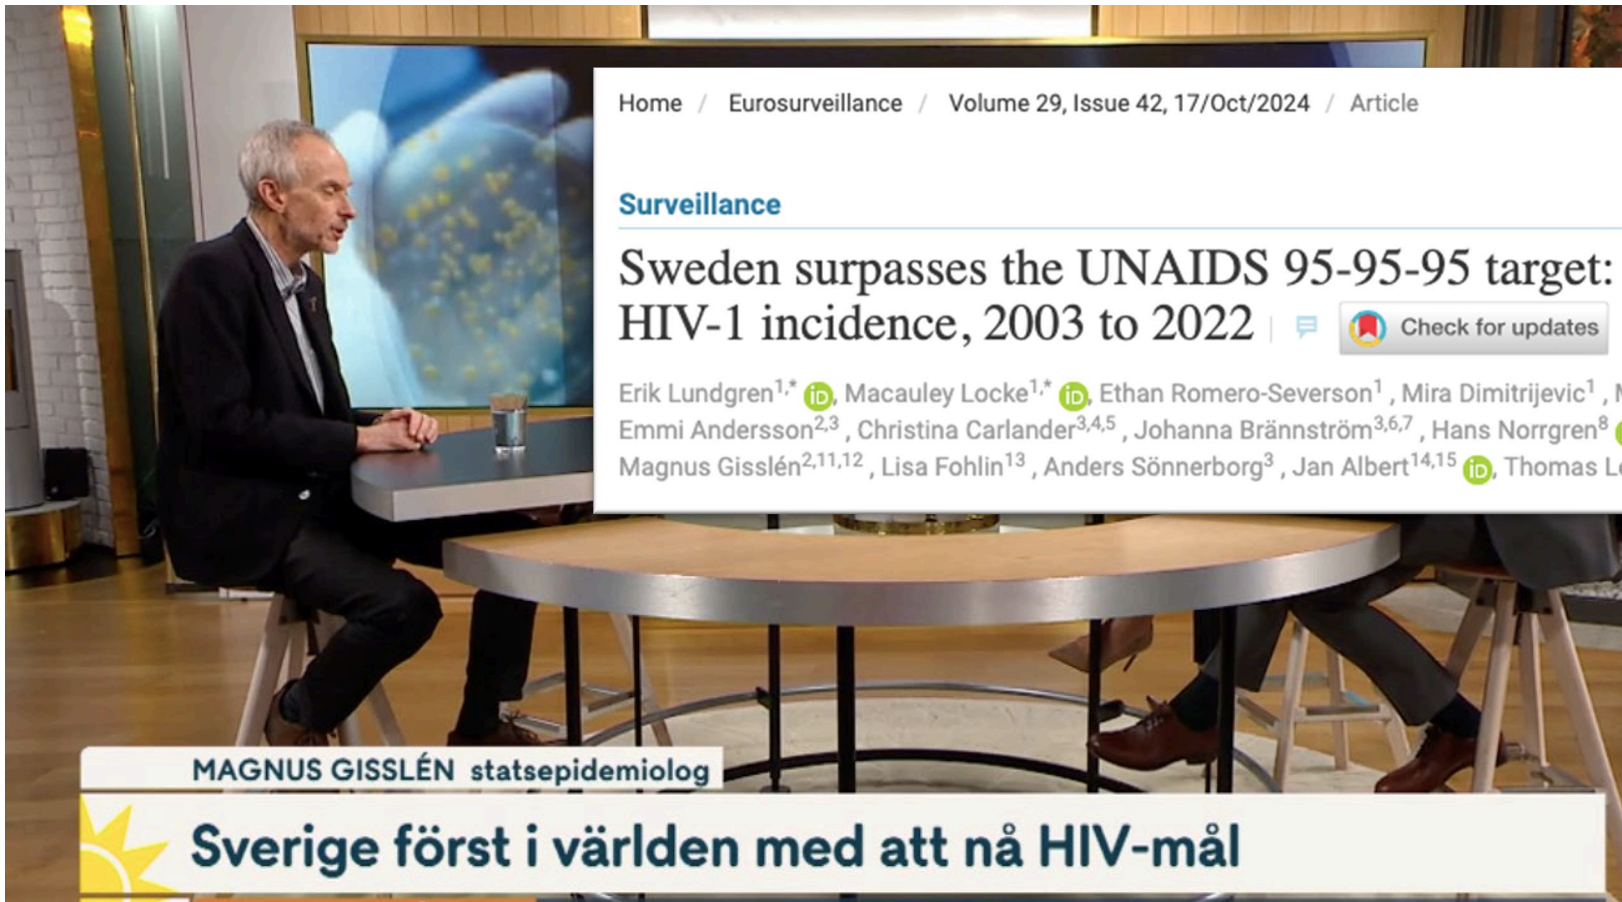 Home / Eurosurveillance / Volume 29, Issue 42, 17/Oct/2024 / Article
Surveillance
Sweden surpasses the UNAIDS 95-95-95 target:
HIV-1 incidence, 2003 to 2022 Check for updates
Erik Lundgren1,* iD, Macauley Locke1,* iD, Ethan Romero-Severson1 , Mira Dimitrijevic1 ,
Emmi Andersson2,3 , Christina Carlander3,4,5 , Johanna Brännström3,6,7 , Hans Norrgren8
Magnus Gisslén2,11,12 , Lisa Fohlin13 , Anders Sönnerborg3 , Jan Albert14,15 iD, Thomas
MAGNUS GISSLÉN statsepidemiolog
Sverige först i världen med att nå HIV-mål